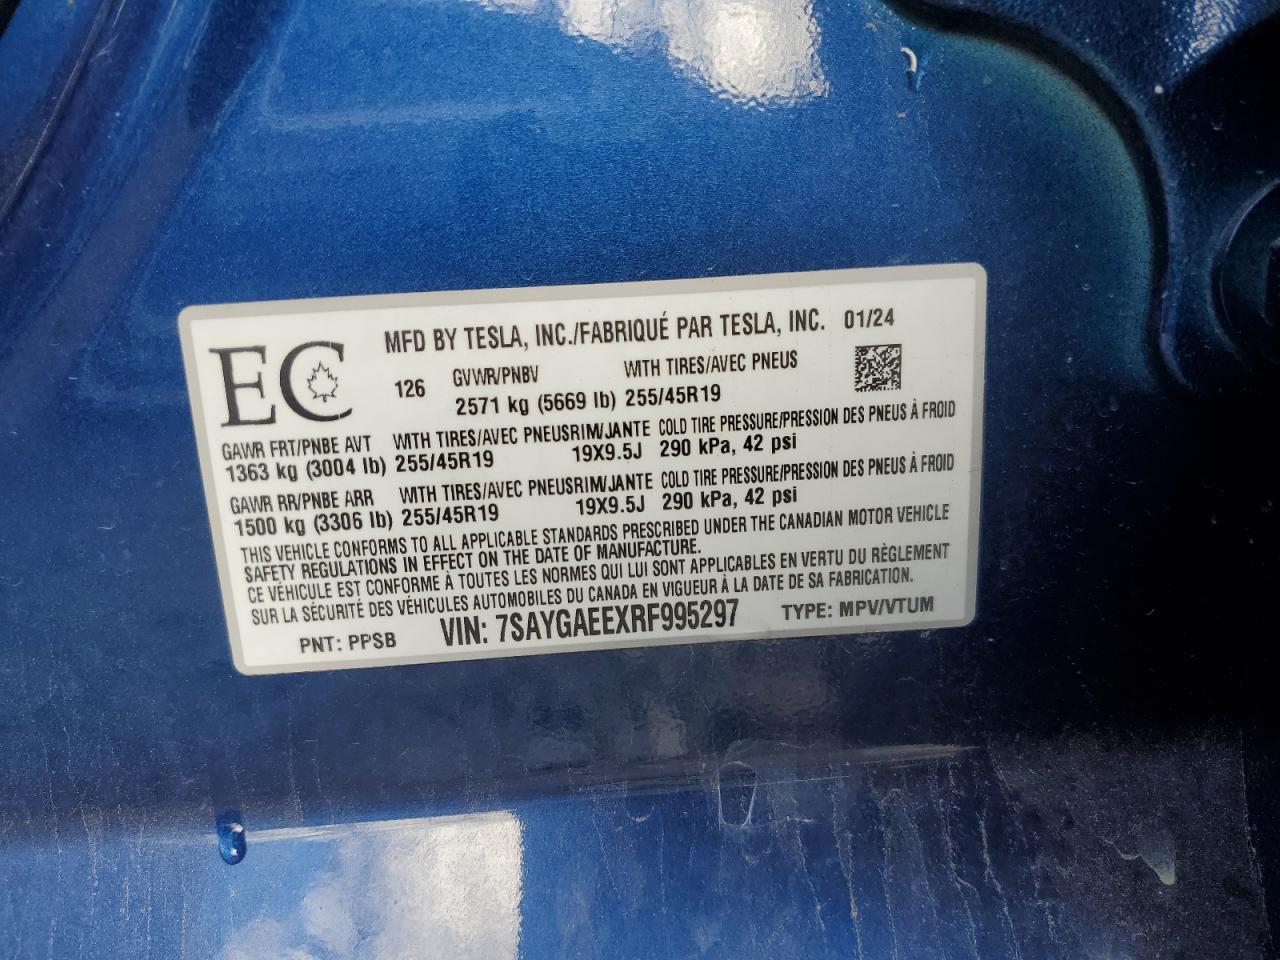 MFD BY TESLA, INC./FABRIQUÉ PAR TESLA, INC. 01/24
EC 126 GVWR/PNBV WITH TIRES/AVEC PNEUS
2571 kg (5669 lb) 255/45R19
GAWR FRT/PNBE AVT WITH TIRES/AVEC PNEUSRIM/JANTE COLD TIRE PRESSURE/PRESSION DES PNEUS À FROID
1363 kg (3004 lb) 255/45R19 19X9.5J 290 kPa, 42 psi
GAWR RR/PNBE ARR WITH TIRES/AVEC PNEUSRIM/JANTE COLD TIRE PRESSURE/PRESSION DES PNEUS À FROID
1500 kg (3306 lb) 255/45R19 19X9.5J 290 kPa, 42 psi
THIS VEHICLE CONFORMS TO ALL APPLICABLE STANDARDS PRESCRIBED UNDER THE CANADIAN MOTOR VEHICLE
SAFETY REGULATIONS IN EFFECT ON THE DATE OF MANUFACTURE.
CE VÉHICULE EST CONFORME À TOUTES LES NORMES QUI LUI SONT APPLICABLES EN VERTU DU RÈGLEMENT
SUR LA SÉCURITÉ DES VÉHICULES AUTOMOBILES DU CANADA EN VIGUEUR À LA DATE DE SA FABRICATION.
PNT: PPSB VIN: 7SAYGAEEXRF995297 TYPE: MPV/VTUM